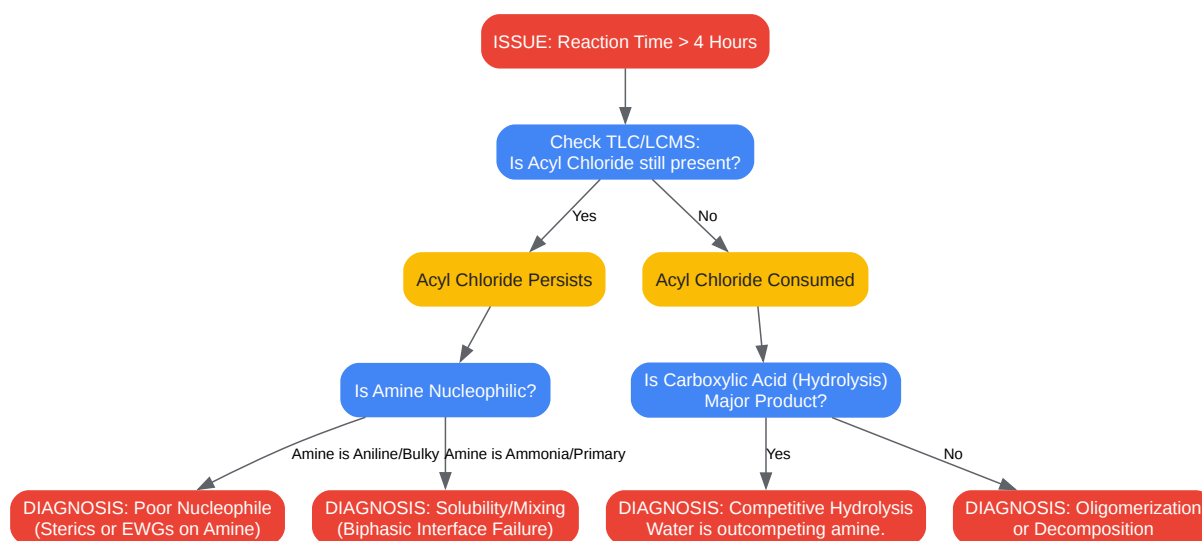 ISSUE: Reaction Time > 4 Hours
Check TLC/LCMS:
Is Acyl Chloride still present?
Yes
No
Acyl Chloride Persists
Acyl Chloride Consumed
Is Amine Nucleophilic?
Is Carboxylic Acid (Hydrolysis)
Major Product?
Amine is Aniline/Bulky
Amine is Ammonia/Primary
Yes
No
DIAGNOSIS: Poor Nucleophile
(Sterics or EWGs on Amine)
DIAGNOSIS: Solubility/Mixing
(Biphasic Interface Failure)
DIAGNOSIS: Competitive Hydrolysis
Water is outcompeting amine.
DIAGNOSIS: Oligomerization
or Decomposition